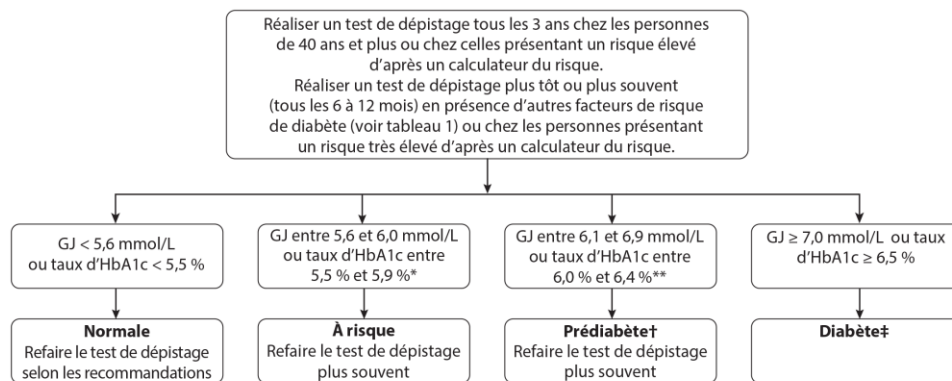 Réaliser un test de dépistage tous les 3 ans chez les personnes
de 40 ans et plus ou chez celles présentant un risque élevé
d’après un calculateur du risque.
Réaliser un test de dépistage plus tôt ou plus souvent
(tous les 6 à 12 mois) en présence d’autres facteurs de risque
de diabète (voir tableau 1) ou chez les personnes présentant
un risque très élevé d’après un calculateur du risque.
GJ < 5,6 mmol/L
ou taux d’HbA1c < 5,5 %
GJ entre 5,6 et 6,0 mmol/L
ou taux d’HbA1c entre
5,5 % et 5,9 %*
GJ entre 6,1 et 6,9 mmol/L
ou taux d’HbA1c entre
6,0 % et 6,4 %**
GJ ≥ 7,0 mmol/L ou taux
d’HbA1c ≥ 6,5 %
Normale
Refaire le test de dépistage
selon les recommandations
À risque
Refaire le test de dépistage
plus souvent
Prédiabète†
Refaire le test de dépistage
plus souvent
Diabète‡